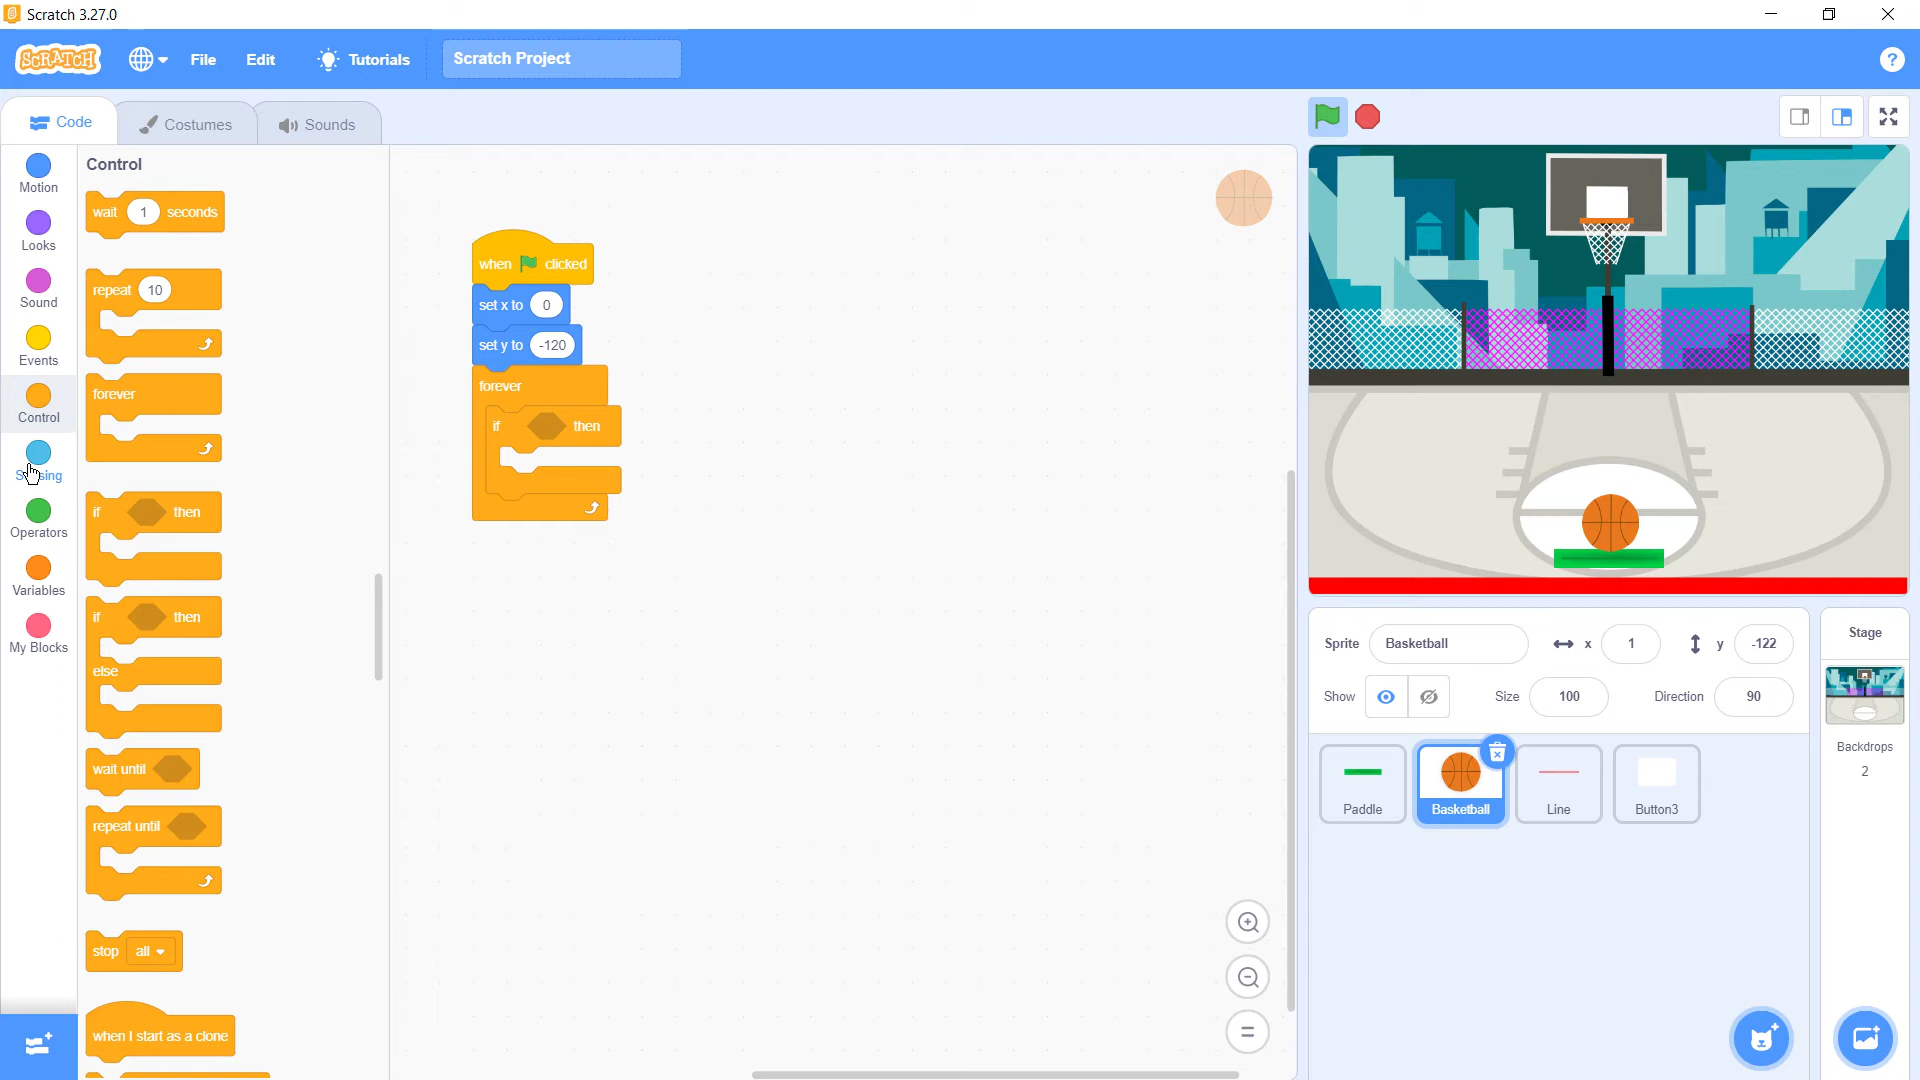 Scratch 3.27.0
SCRATCH
File
Edit
Tutorials
Scratch Project
?
Code
Costumes
Sounds
Motion
Looks
Sound
Events
Control
Operators
Variables
My Blocks
Control
wait 1 seconds
repeat 10
forever
if then
if then
else
wait until
repeat until
stop all
when I start as a clone
when clicked
set x to 0
set y to -120
forever
if then
Sprite Basketball x 1 y -122
Show Size 100 Direction 90
Paddle
Basketball
Line
Button3
Stage
Backdrops
2